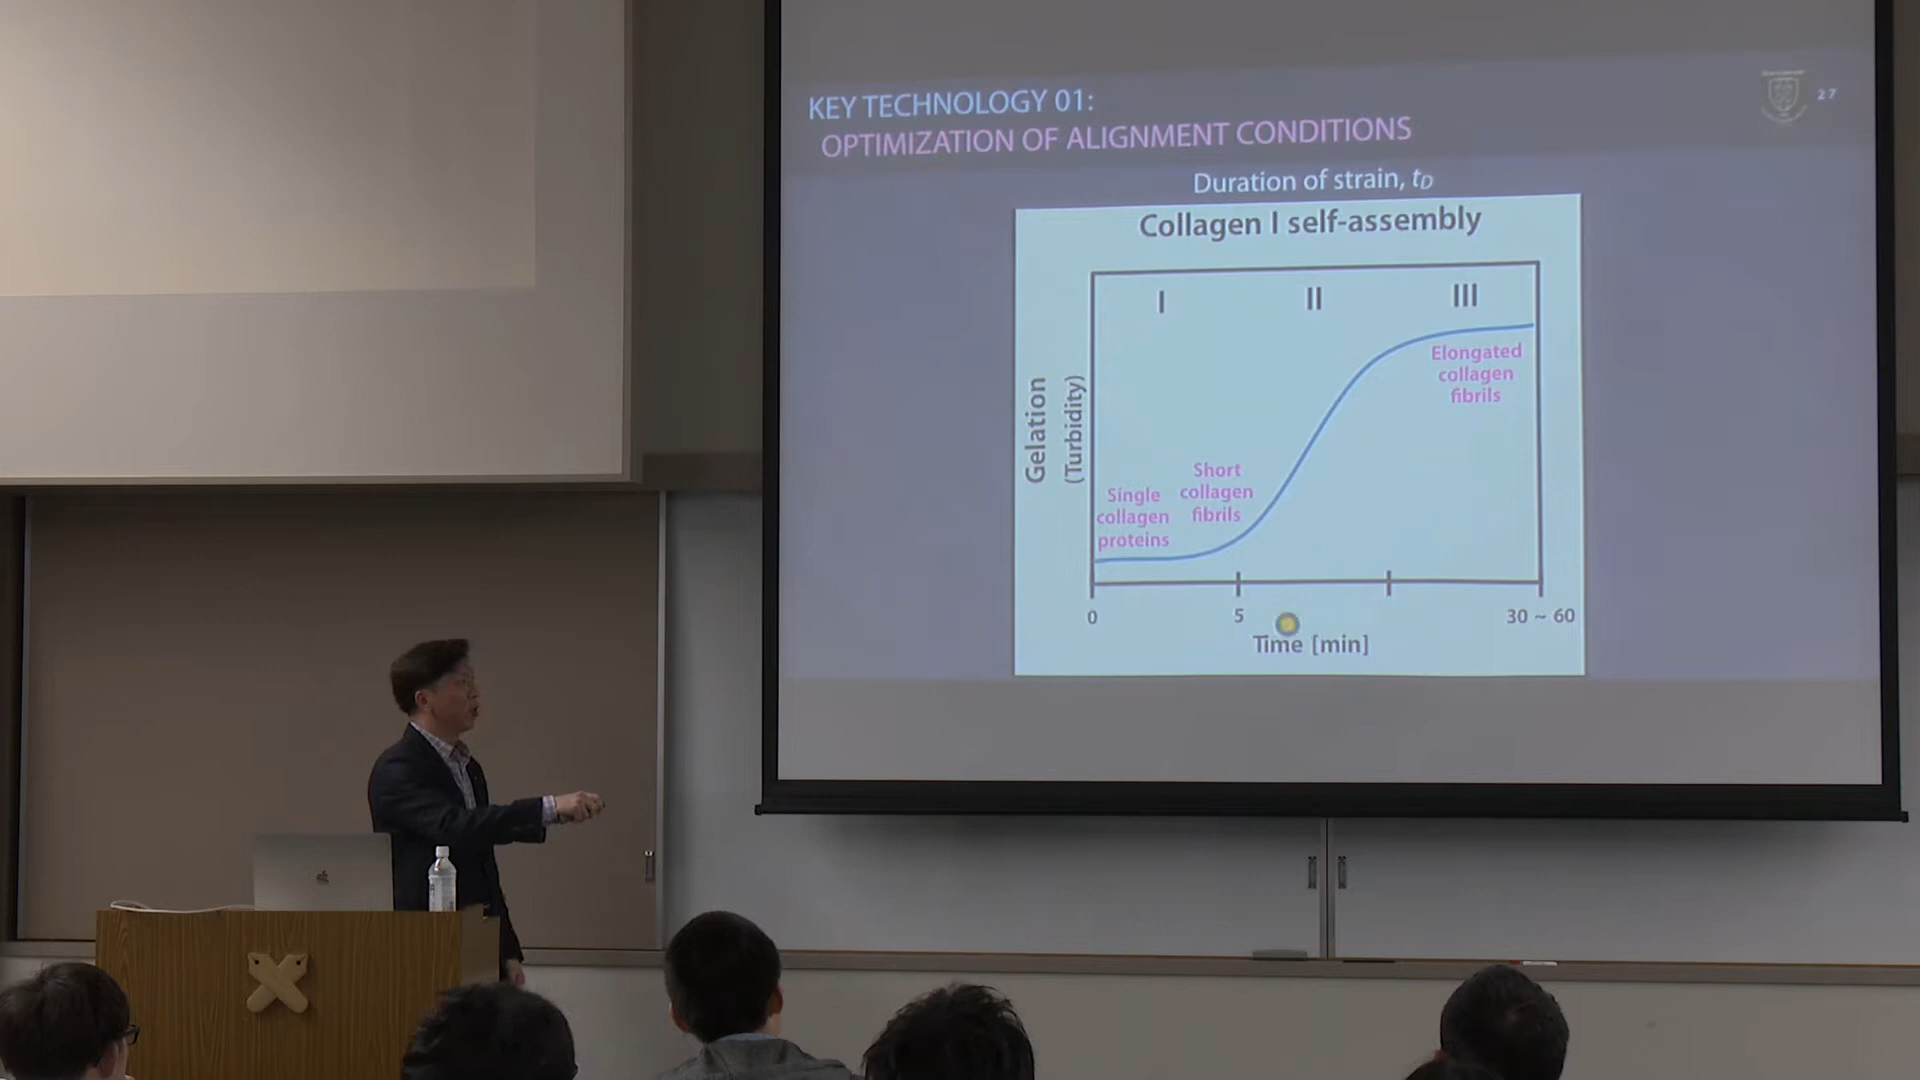 KEY TECHNOLOGY 01:
OPTIMIZATION OF ALIGNMENT CONDITIONS
27
Duration of strain, tD
Collagen I self-assembly
I
II
III
Elongated
collagen
fibrils
Gelation
(Turbidity)
Short
collagen
fibrils
Single
collagen
proteins
0
5
30 ~ 60
Time [min]